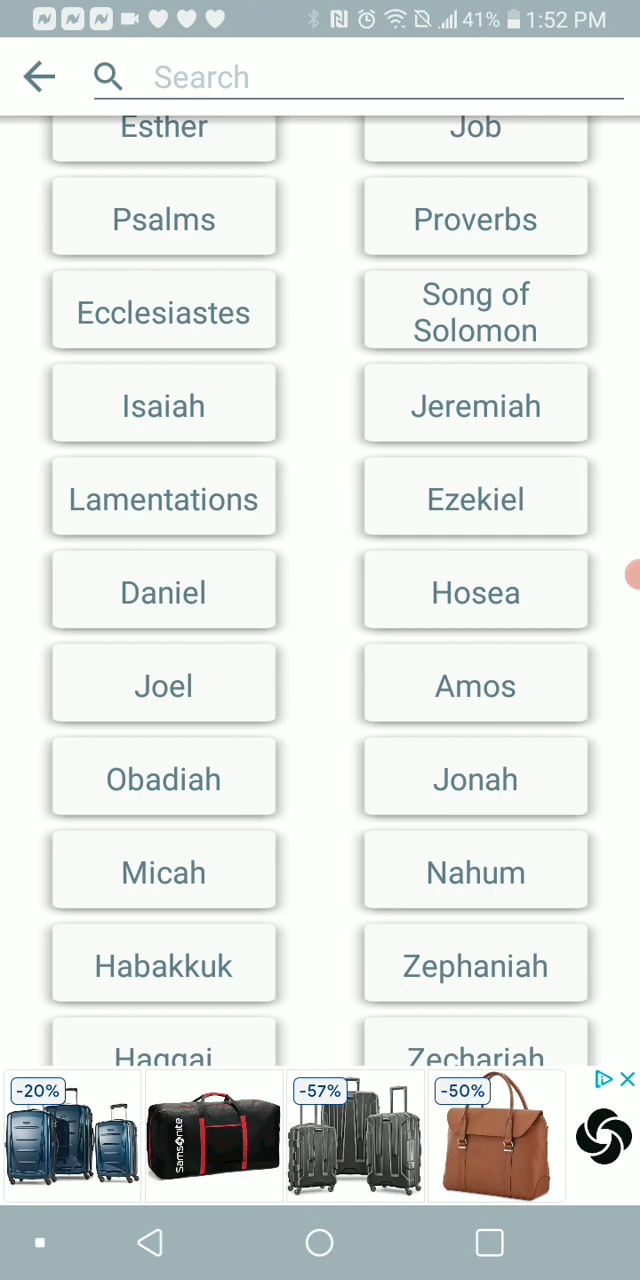 41% 1:52 PM
Search
Esther Job
Psalms Proverbs
Ecclesiastes Song of
Solomon
Isaiah Jeremiah
Lamentations Ezekiel
Daniel Hosea
Joel Amos
Obadiah Jonah
Micah Nahum
Habakkuk Zephaniah
Haggai Zechariah
-20% -57% -50%
Samsonite